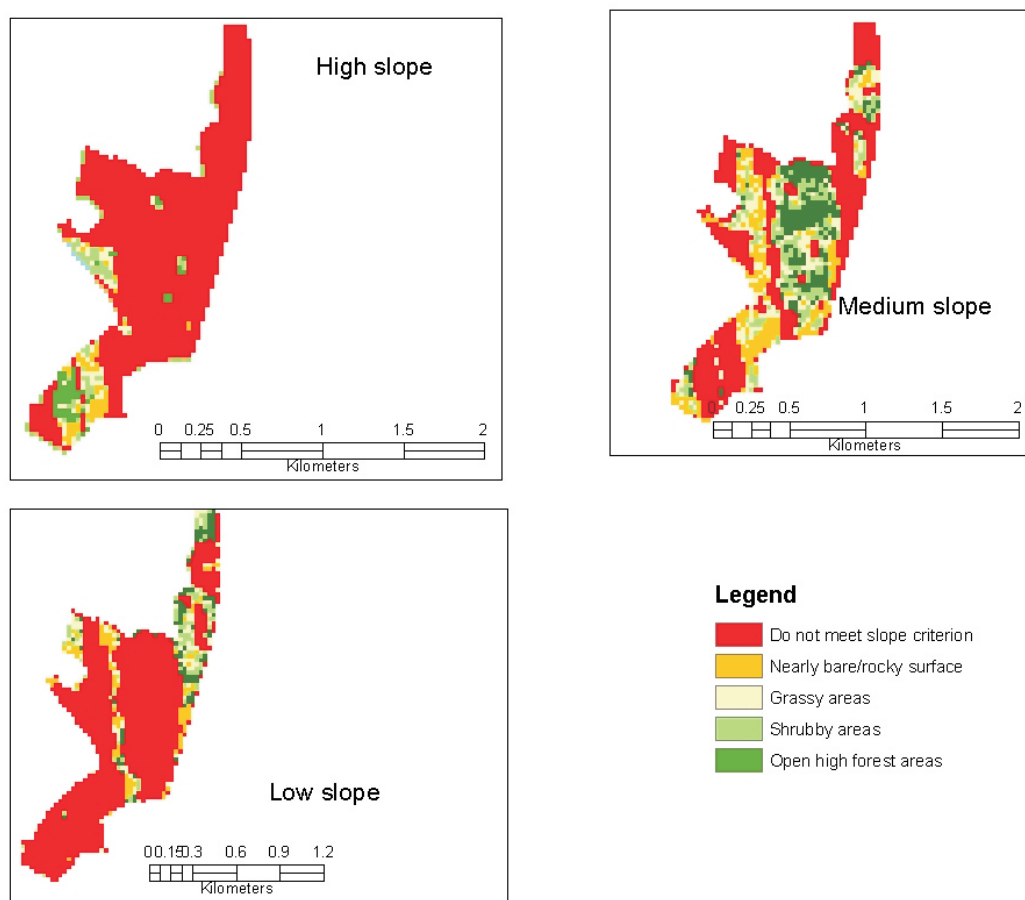 High slope
0 0.25 0.5 1 1.5 2
Kilometers
Medium slope
0 0.25 0.5 1 1.5 2
Kilometers
Low slope
0 0.15 0.3 0.6 0.9 1.2
Kilometers
Legend
Do not meet slope criterion
Nearly bare/rocky surface
Grassy areas
Shrubby areas
Open high forest areas